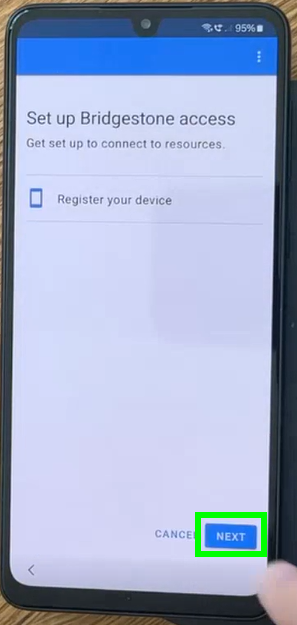 95%
Set up Bridgestone access
Get set up to connect to resources.
Register your device
CANCEL NEXT